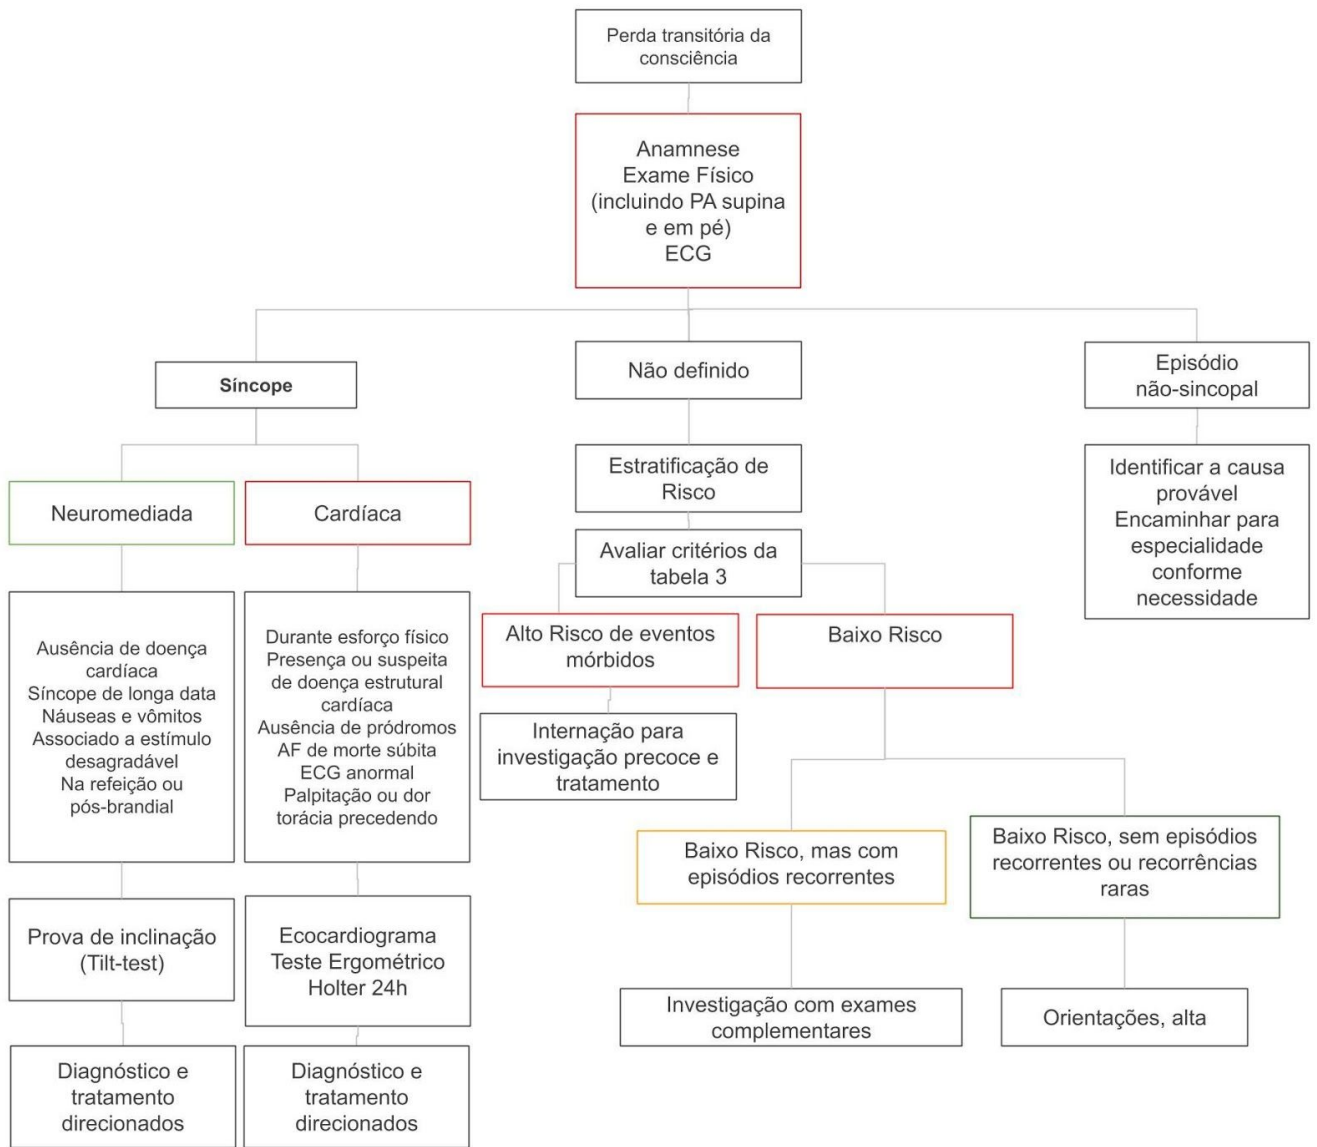 Perda transitória da
consciência
Anamnese
Exame Físico
(incluindo PA supina
e em pé)
ECG
Síncope
Não definido
Episódio
não-sincopal
Neuromediada
Cardíaca
Estratificação de
Risco
Identificar a causa
provável
Encaminhar para
especialidade
conforme
necessidade
Avaliar critérios da
tabela 3
Ausência de doença
cardíaca
Síncope de longa data
Náuseas e vômitos
Associado a estímulo
desagradável
Na refeição ou
pós-brandial
Durante esforço físico
Presença ou suspeita
de doença estrutural
cardíaca
Ausência de pródromos
AF de morte súbita
ECG anormal
Palpitação ou dor
torácia precedendo
Alto Risco de eventos
mórbidos
Baixo Risco
Internação para
investigação precoce e
tratamento
Baixo Risco, mas com
episódios recorrentes
Baixo Risco, sem episódios
recorrentes ou recorrências
raras
Prova de inclinação
(Tilt-test)
Ecocardiograma
Teste Ergométrico
Holter 24h
Investigação com exames
complementares
Orientações, alta
Diagnóstico e
tratamento
direcionados
Diagnóstico e
tratamento
direcionados